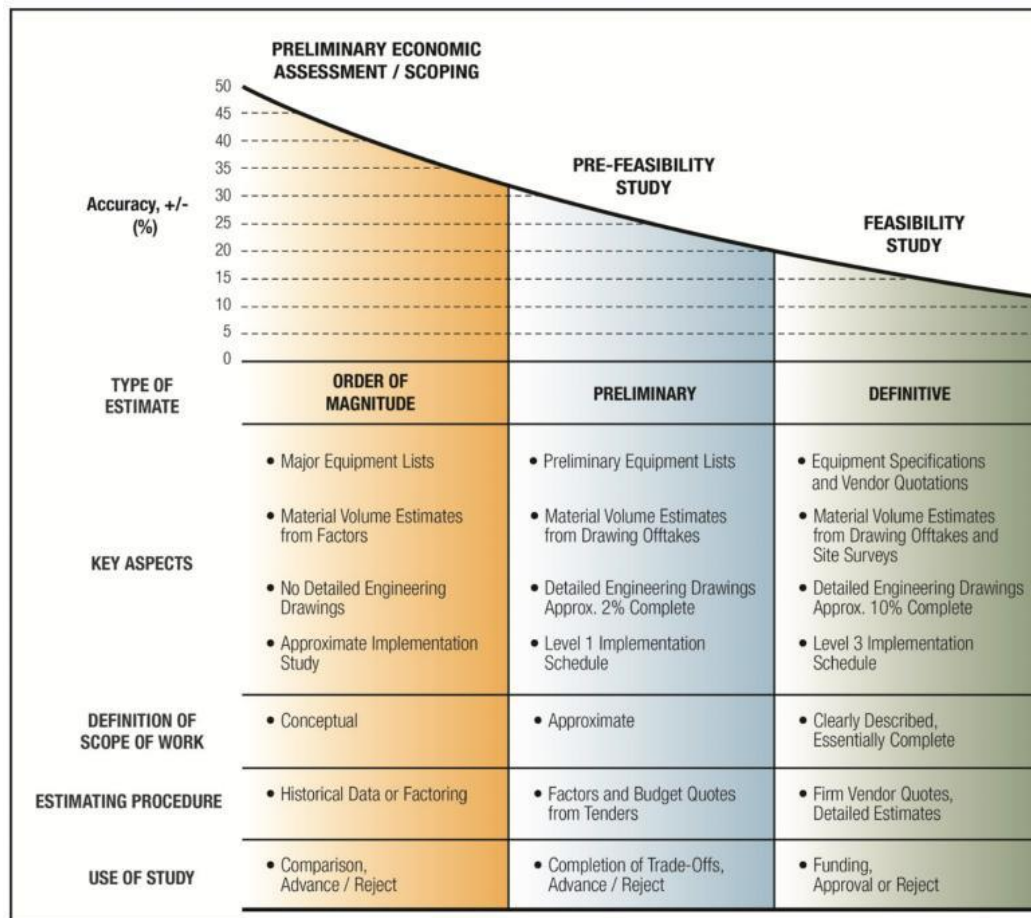 PRELIMINARY ECONOMIC
ASSESSMENT / SCOPING
50
45
40
35
30
25
20
15
10
5
0
Accuracy, +/-
(%)
PRE-FEASIBILITY
STUDY
FEASIBILITY
STUDY
TYPE OF
ESTIMATE
ORDER OF
MAGNITUDE
PRELIMINARY
DEFINITIVE
KEY ASPECTS
• Major Equipment Lists
• Material Volume Estimates
from Factors
• No Detailed Engineering
Drawings
• Approximate Implementation
Study
• Preliminary Equipment Lists
• Material Volume Estimates
from Drawing Offtakes
• Detailed Engineering Drawings
Approx. 2% Complete
• Level 1 Implementation
Schedule
• Equipment Specifications
and Vendor Quotations
• Material Volume Estimates
from Drawing Offtakes and
Site Surveys
• Detailed Engineering Drawings
Approx. 10% Complete
• Level 3 Implementation
Schedule
DEFINITION OF
SCOPE OF WORK
• Conceptual
• Approximate
• Clearly Described,
Essentially Complete
ESTIMATING PROCEDURE
• Historical Data or Factoring
• Factors and Budget Quotes
from Tenders
• Firm Vendor Quotes,
Detailed Estimates
USE OF STUDY
• Comparison,
Advance / Reject
• Completion of Trade-Offs,
Advance / Reject
• Funding,
Approval or Reject